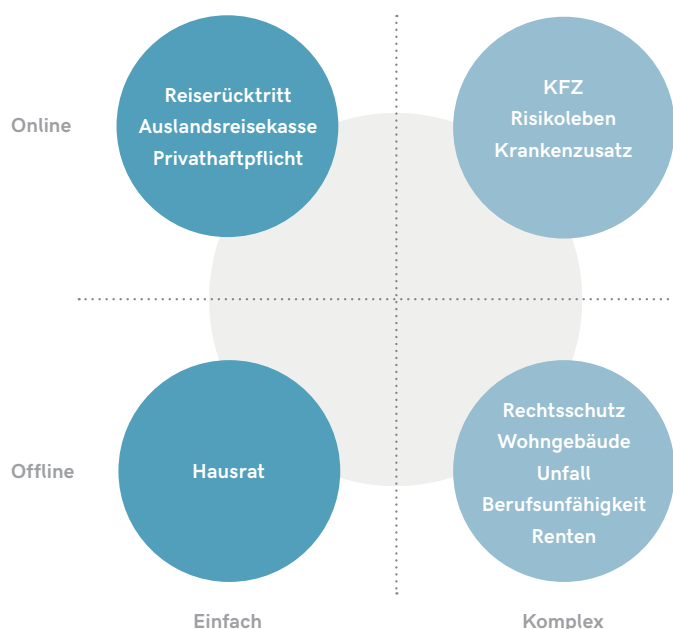 Online
Reiserücktritt
Auslandsreisekasse
Privathaftpflicht
KFZ
Risikoleben
Krankenzusatz
Offline
Hausrat
Rechtsschutz
Wohngebäude
Unfall
Berufsunfähigkeit
Renten
Einfach
Komplex